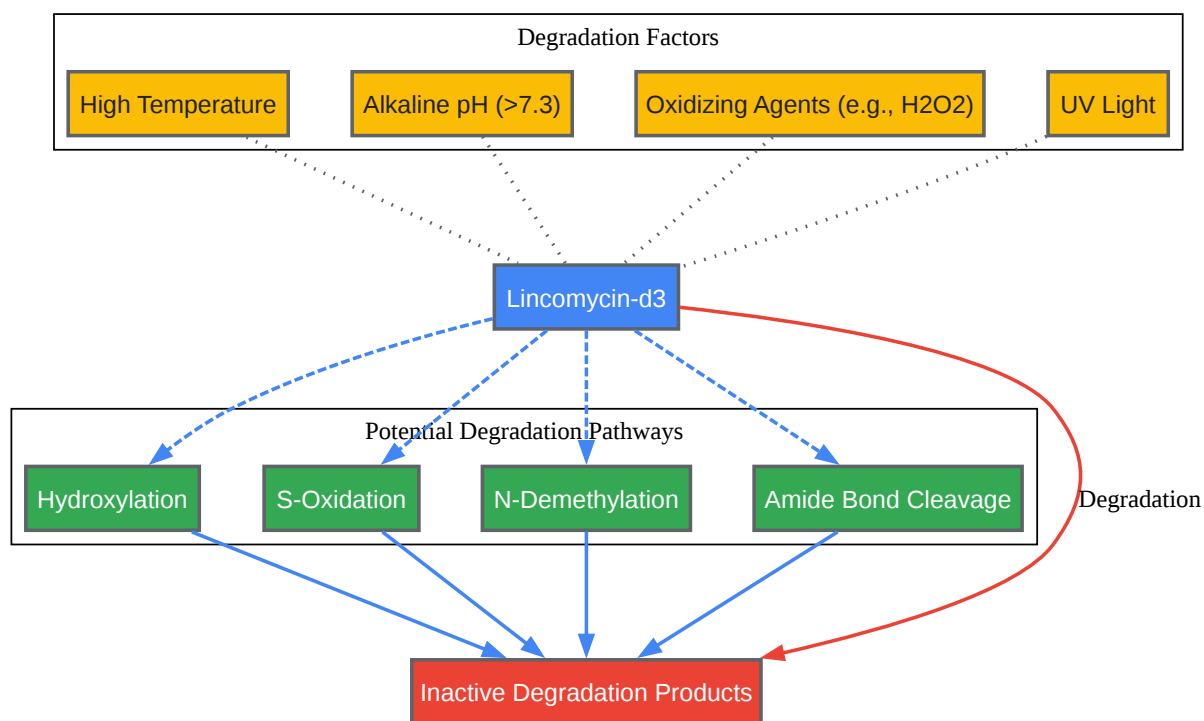 Degradation Factors
High Temperature
Alkaline pH (>7.3)
Oxidizing Agents (e.g., H2O2)
UV Light
Lincomycin-d3
Potential Degradation Pathways
Hydroxylation
S-Oxidation
N-Demethylation
Amide Bond Cleavage
Degradation
Inactive Degradation Products